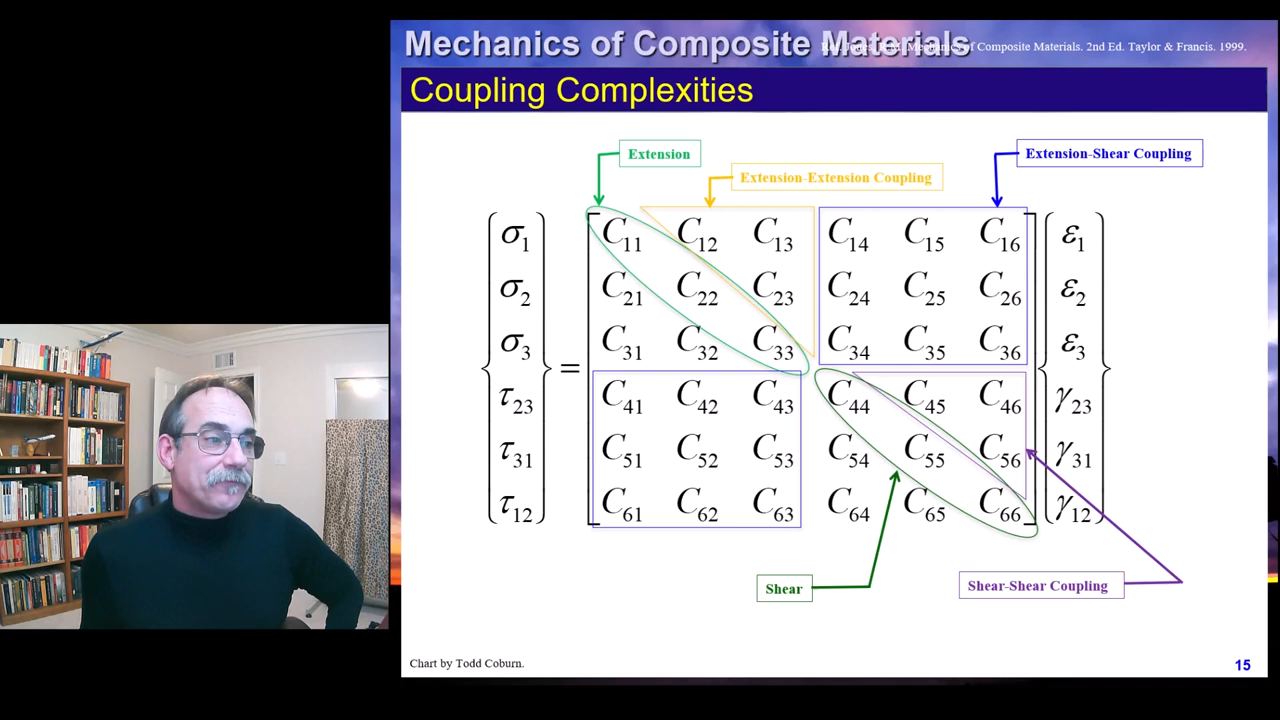 Mechanics of Composite Materials
of Composite Materials. 2nd Ed. Taylor & Francis. 1999.
Coupling Complexities
Extension
Extension-Shear Coupling
Extension-Extension Coupling
σ₁ C₁₁ C₁₂ C₁₃ C₁₄ C₁₅ C₁₆ ε₁
σ₂ C₂₁ C₂₂ C₂₃ C₂₄ C₂₅ C₂₆ ε₂
σ₃ C₃₁ C₃₂ C₃₃ C₃₄ C₃₅ C₃₆ ε₃
=
τ₂₃ C₄₁ C₄₂ C₄₃ C₄₄ C₄₅ C₄₆ γ₂₃
τ₃₁ C₅₁ C₅₂ C₅₃ C₅₄ C₅₅ C₅₆ γ₃₁
τ₁₂ C₆₁ C₆₂ C₆₃ C₆₄ C₆₅ C₆₆ γ₁₂
Shear
Shear-Shear Coupling
Chart by Todd Coburn.
15